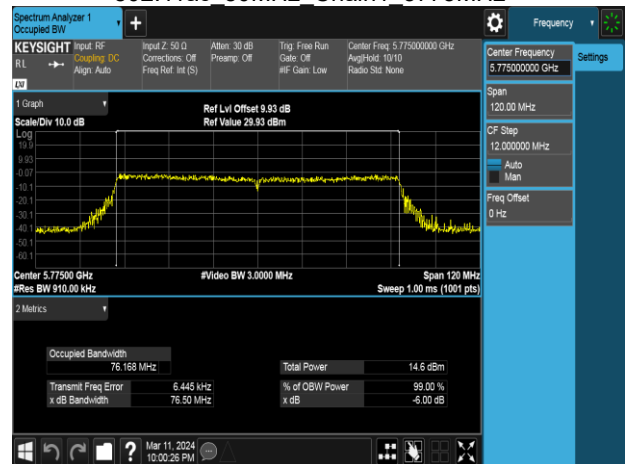 Spectrum Analyzer 1
Occupied BW
Frequency
KEYSIGHT
RL
LXI
Input: RF
Coupling: DC
Align: Auto
Input Z: 50 Ω
Corrections: Off
Freq Ref: Int (S)
Atten: 30 dB
Preamp: Off
Trig: Free Run
Gate: Off
#IF Gain: Low
Center Freq: 5.775000000 GHz
Avg|Hold: 10/10
Radio Std: None
Center Frequency
5.775000000 GHz
Settings
Span
120.00 MHz
CF Step
12.000000 MHz
Auto
Man
Freq Offset
0 Hz
1 Graph
Scale/Div 10.0 dB
Ref Lvl Offset 9.93 dB
Ref Value 29.93 dBm
Log
19.9
9.93
-0.07
-10.1
-20.1
-30.1
-40.1
-50.1
-60.1
Center 5.77500 GHz
#Res BW 910.00 kHz
#Video BW 3.0000 MHz
Span 120 MHz
Sweep 1.00 ms (1001 pts)
2 Metrics
Occupied Bandwidth
76.168 MHz
Total Power 14.6 dBm
Transmit Freq Error 6.445 kHz
% of OBW Power 99.00 %
x dB Bandwidth 76.50 MHz
x dB -6.00 dB
Mar 11, 2024
10:00:26 PM